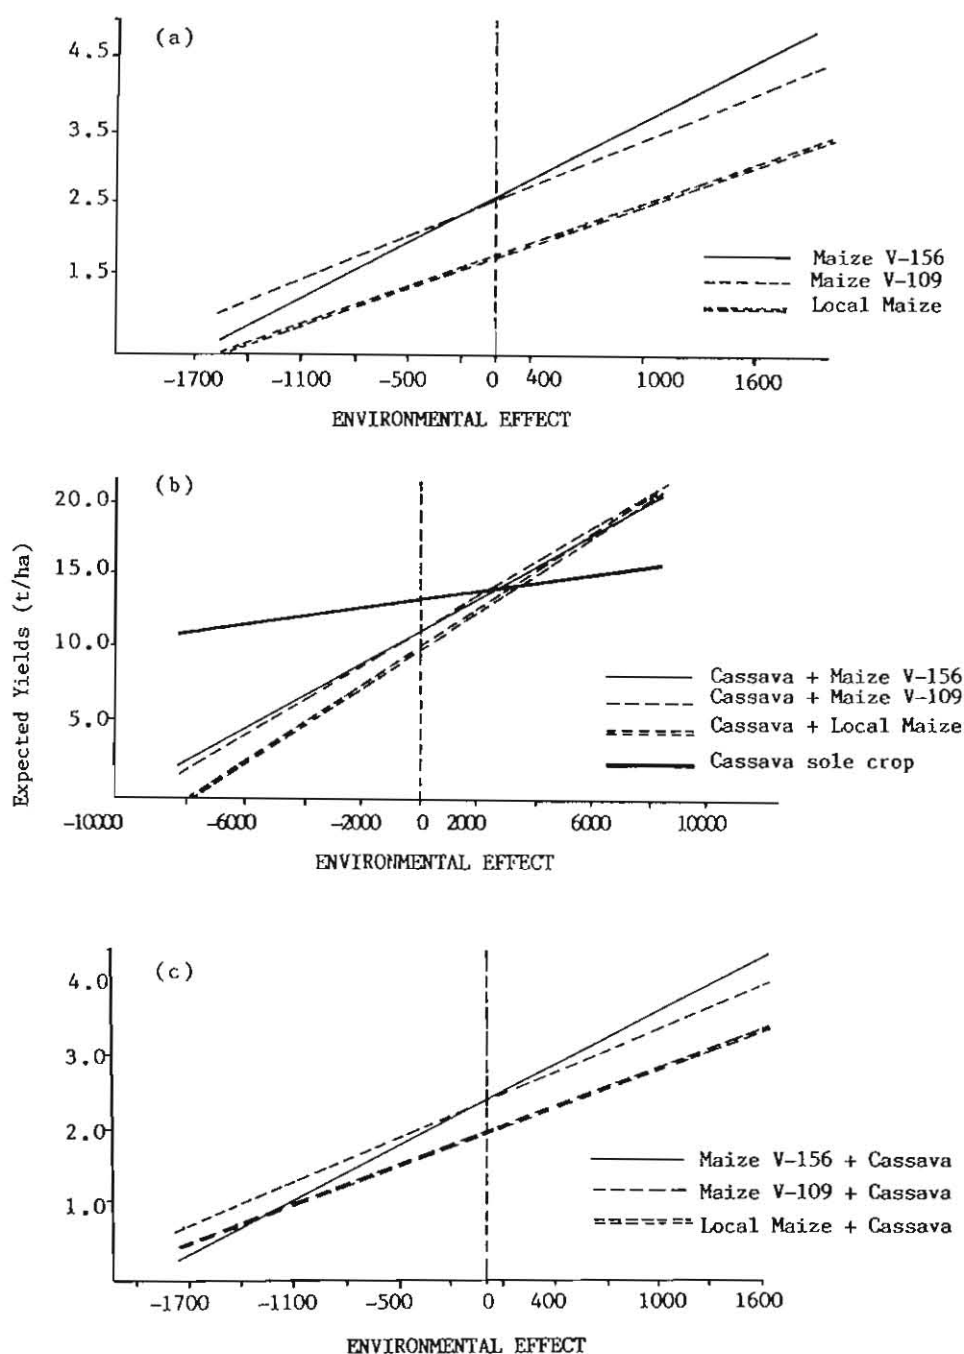 (a)
4.5
3.5
2.5
1.5
Maize V-156
Maize V-109
Local Maize
-1700 -1100 -500 0 400 1000 1600
ENVIRONMENTAL EFFECT
Expected Yields (t/ha)
(b)
20.0
15.0
10.0
5.0
Cassava + Maize V-156
Cassava + Maize V-109
Cassava + Local Maize
Cassava sole crop
-10000 -6000 -2000 0 2000 6000 10000
ENVIRONMENTAL EFFECT
(c)
4.0
3.0
2.0
1.0
Maize V-156 + Cassava
Maize V-109 + Cassava
Local Maize + Cassava
-1700 -1100 -500 0 400 1000 1600
ENVIRONMENTAL EFFECT